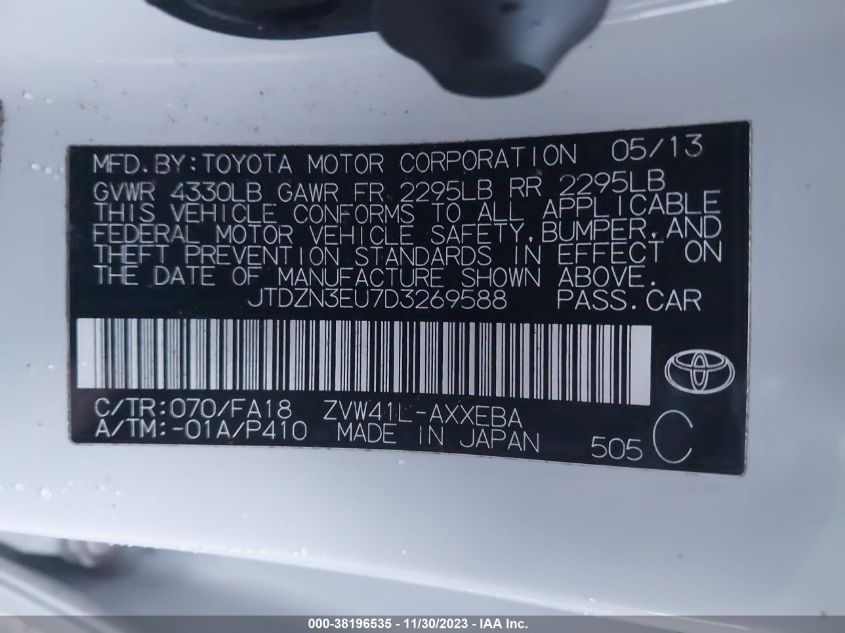 MFD.BY:TOYOTA MOTOR CORPORATION 05/13
GVWR 4330LB GAWR FR 2295LB RR 2295LB
THIS VEHICLE CONFORMS TO ALL APPLICABLE
FEDERAL MOTOR VEHICLE SAFETY,BUMPER,AND
THEFT PREVENTION STANDARDS IN EFFECT ON
THE DATE OF MANUFACTURE SHOWN ABOVE.
JTDZN3EU7D3269588 PASS.CAR
C/TR:070/FA18 ZVW41L-AXXEBA
A/TM:-01A/P410 MADE IN JAPAN 505 C
000-38196535 - 11/30/2023 - IAA Inc.